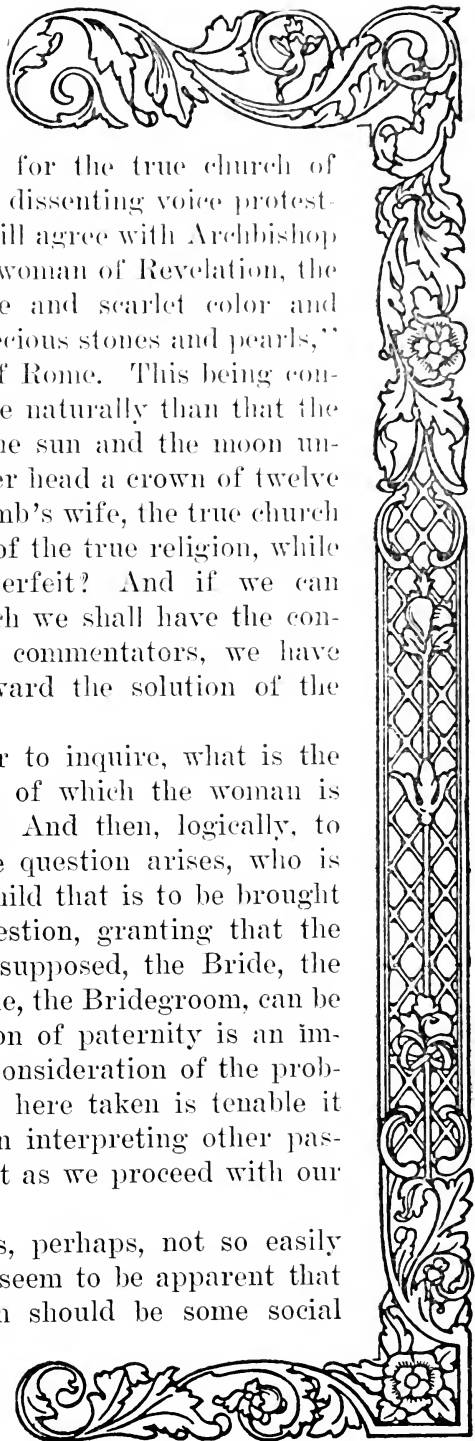 for the true church of
dissenting voice protest-
ill agree with Archbishop
woman of Revelation, the
e and scarlet color and
ecious stones and pearls,"
f Rome. This being con-
e naturally than that the
he sun and the moon un-
er head a crown of twelve
mb's wife, the true church
of the true religion, while
erfeit? And if we can
ch we shall have the con-
commentators, we have
ward the solution of the
r to inquire, what is the
of which the woman is
And then, logically, to
e question arises, who is
hild that is to be brought
estion, granting that the
supposed, the Bride, the
ne, the Bridegroom, can be
on of paternity is an im-
onsideration of the prob-
here taken is tenable it
n interpreting other pas-
t as we proceed with our
s, perhaps, not so easily
seem to be apparent that
n should be some social